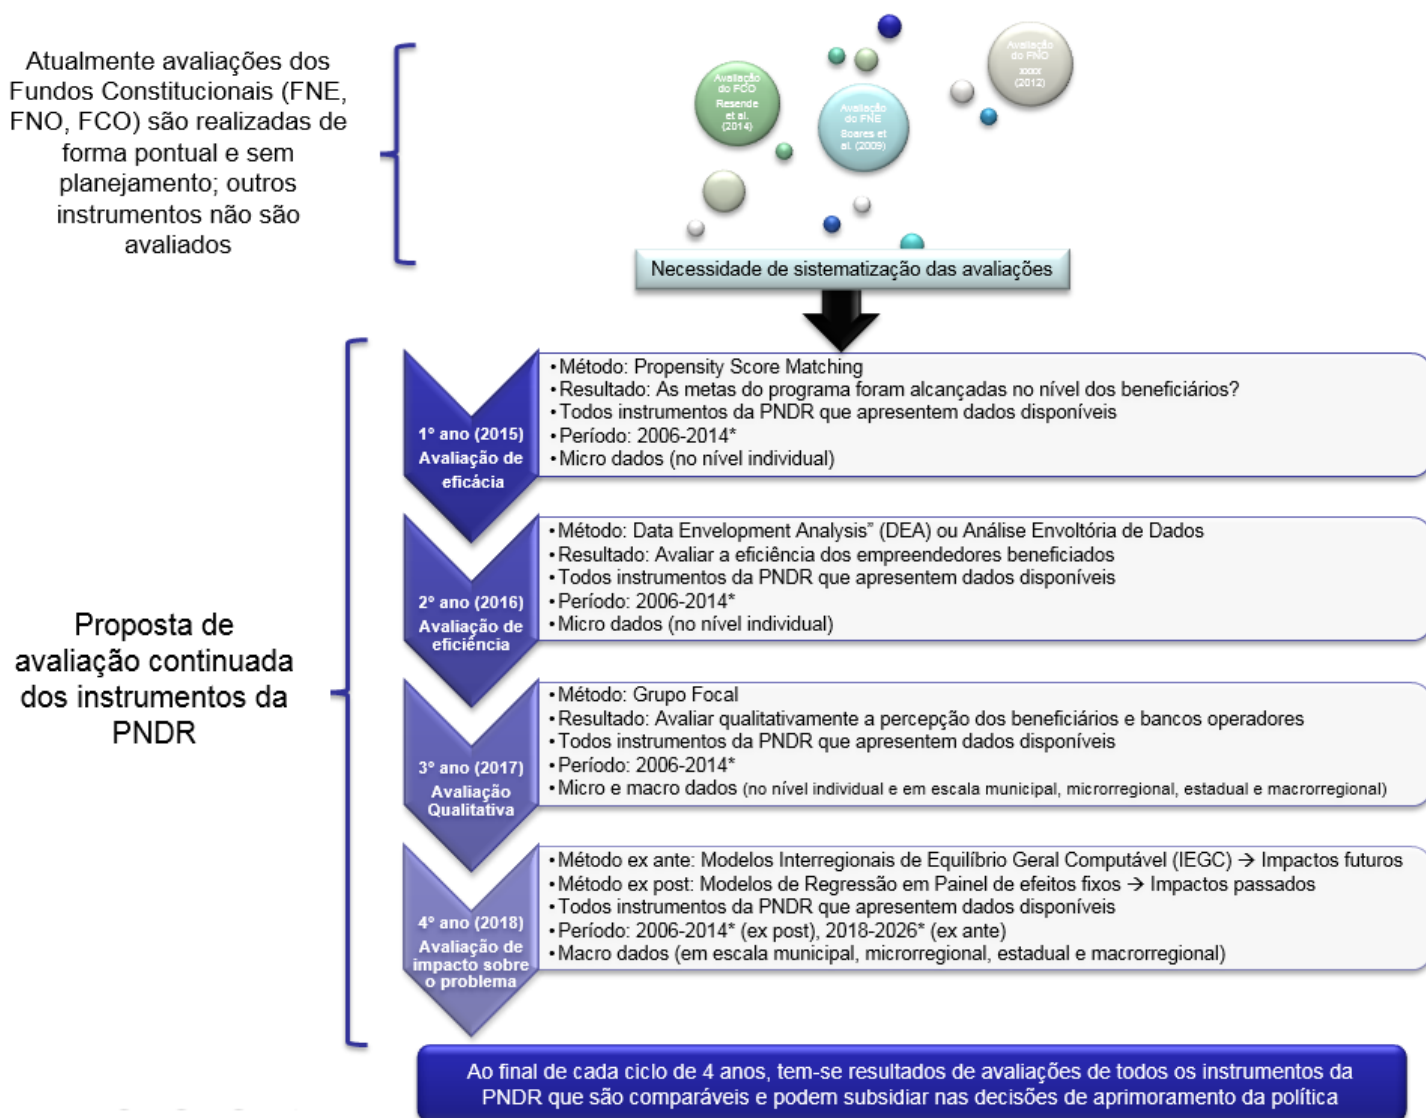 Atualmente avaliações dos
Fundos Constitucionais (FNE,
FNO, FCO) são realizadas de
forma pontual e sem
planejamento; outros
instrumentos não são
avaliados
Avaliação
do FCO
Resende
et al.
(2014)
Avaliação
do FNE
Soares et
al. (2009)
Avaliação
do FNO
xxxx
(2012)
Necessidade de sistematização das avaliações
Proposta de
avaliação continuada
dos instrumentos da
PNDR
1º ano (2015)
Avaliação de
eficácia
• Método: Propensity Score Matching
• Resultado: As metas do programa foram alcançadas no nível dos beneficiários?
• Todos instrumentos da PNDR que apresentem dados disponíveis
• Período: 2006-2014*
• Micro dados (no nível individual)
2º ano (2016)
Avaliação de
eficiência
• Método: Data Envelopment Analysis” (DEA) ou Análise Envoltória de Dados
• Resultado: Avaliar a eficiência dos empreendedores beneficiados
• Todos instrumentos da PNDR que apresentem dados disponíveis
• Período: 2006-2014*
• Micro dados (no nível individual)
3º ano (2017)
Avaliação
Qualitativa
• Método: Grupo Focal
• Resultado: Avaliar qualitativamente a percepção dos beneficiários e bancos operadores
• Todos instrumentos da PNDR que apresentem dados disponíveis
• Período: 2006-2014*
• Micro e macro dados (no nível individual e em escala municipal, microrregional, estadual e macrorregional)
4º ano (2018)
Avaliação de
impacto sobre
o problema
• Método ex ante: Modelos Interregionais de Equilíbrio Geral Computável (IEGC) → Impactos futuros
• Método ex post: Modelos de Regressão em Painel de efeitos fixos → Impactos passados
• Todos instrumentos da PNDR que apresentem dados disponíveis
• Período: 2006-2014* (ex post), 2018-2026* (ex ante)
• Macro dados (em escala municipal, microrregional, estadual e macrorregional)
Ao final de cada ciclo de 4 anos, tem-se resultados de avaliações de todos os instrumentos da
PNDR que são comparáveis e podem subsidiar nas decisões de aprimoramento da política